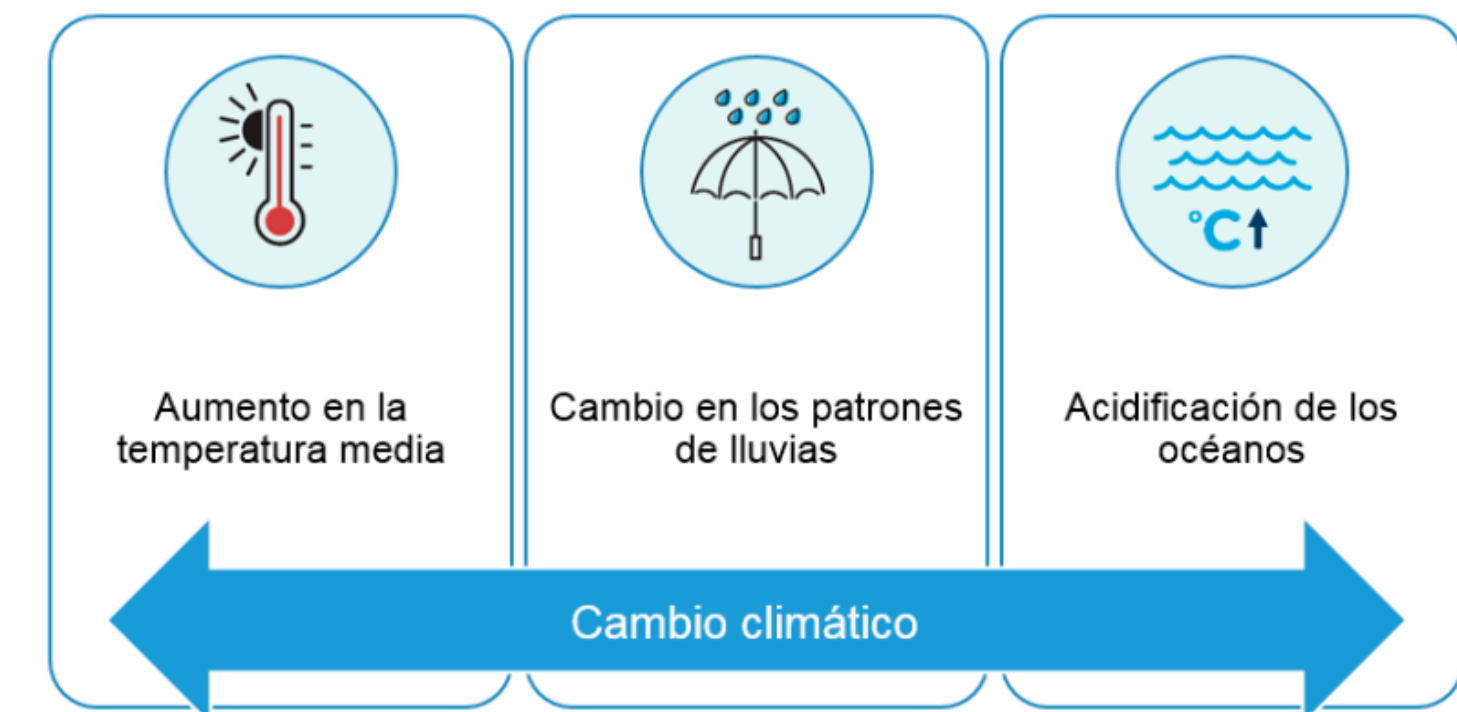 °C
Aumento en la
temperatura media
Cambio en los patrones
de lluvias
Acidificación de los
océanos
Cambio climático